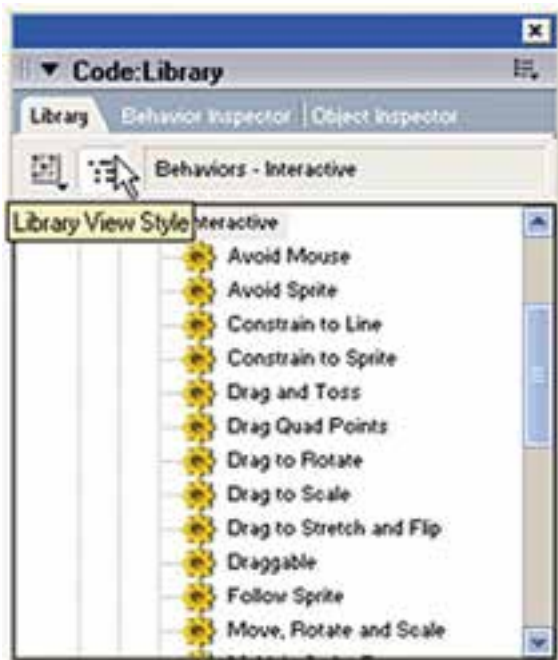 Code:Library
Library Behavior Inspector Object Inspector
Behaviors - Interactive
Library View Style
nteractive
Avoid Mouse
Avoid Sprite
Constrain to Line
Constrain to Sprite
Drag and Toss
Drag Quad Points
Drag to Rotate
Drag to Scale
Drag to Stretch and Flip
Draggable
Follow Sprite
Move, Rotate and Scale